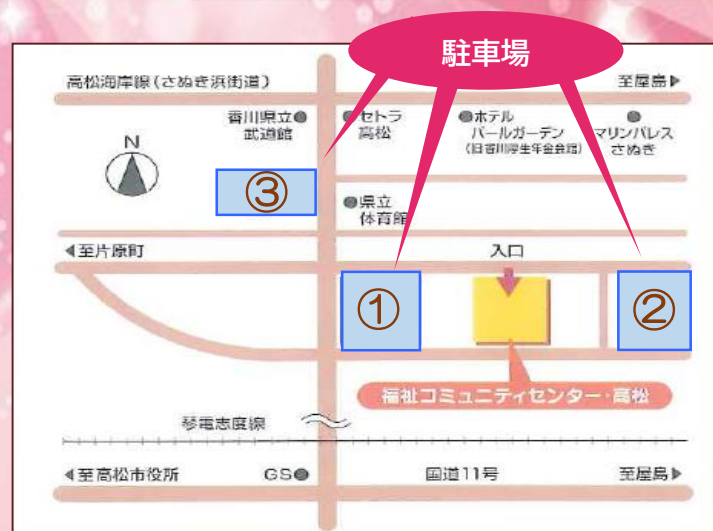 駐車場
高松海岸線(さぬき浜街道)
至屋島▶
香川県立●
武道館
●セトラ
高松
●ホテル
パールガーデン
(旧香川厚生年金会館)
●
マリンパレス
さぬき
N
③
●県立
体育館
◀至片原町
入口
①
②
福祉コミュニティセンター・高松
琴電志度線
◀至高松市役所
GS●
国道11号
至屋島▶